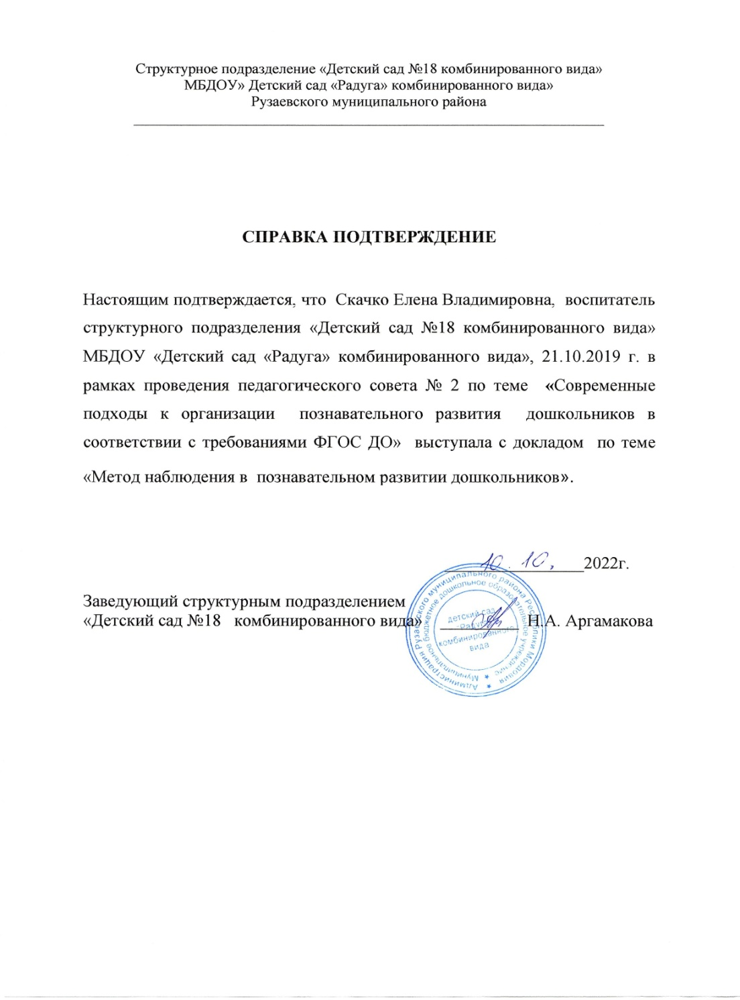 Структурное подразделение «Детский сад №18 комбинированного вида»
МБДОУ» Детский сад «Радуга» комбинированного вида»
Рузаевского муниципального района
СПРАВКА ПОДТВЕРЖДЕНИЕ
Настоящим подтверждается, что Скачко Елена Владимировна, воспитатель
структурного подразделения «Детский сад №18 комбинированного вида»
МБДОУ «Детский сад «Радуга» комбинированного вида», 21.10.2019 г. в
рамках проведения педагогического совета № 2 по теме «Современные
подходы к организации познавательного развития дошкольников в
соответствии с требованиями ФГОС ДО» выступала с докладом по теме
«Метод наблюдения в познавательном развитии дошкольников».
10.10. 2022г.
Заведующий структурным подразделением
«Детский сад №18 комбинированного вида» Н.А. Аргамакова
Администрация Рузаевского муниципального района Республики Мордовия
Муниципальное бюджетное дошкольное образовательное учреждение
детский сад
«Радуга»
комбинированного
вида